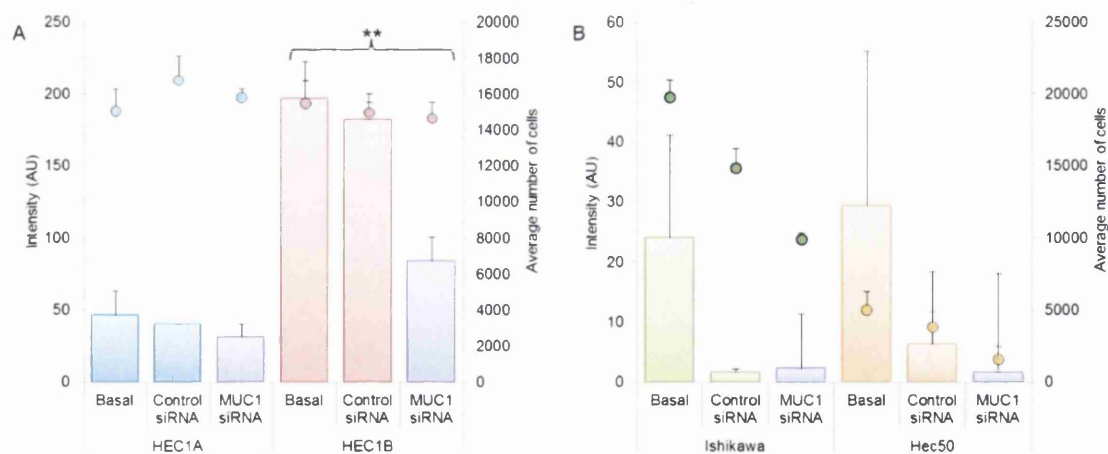 A
Intensity (AU)
250
200
150
100
50
0
**
20000
18000
16000
14000
12000
10000
8000
6000
4000
2000
0
Average number of cells
Basal
Control siRNA
MUC1 siRNA
Basal
Control siRNA
MUC1 siRNA
HEC1A
HEC1B
B
Intensity (AU)
60
50
40
30
20
10
0
25000
20000
15000
10000
5000
0
Average number of cells
Basal
Control siRNA
MUC1 siRNA
Basal
Control siRNA
MUC1 siRNA
Ishikawa
Hec50